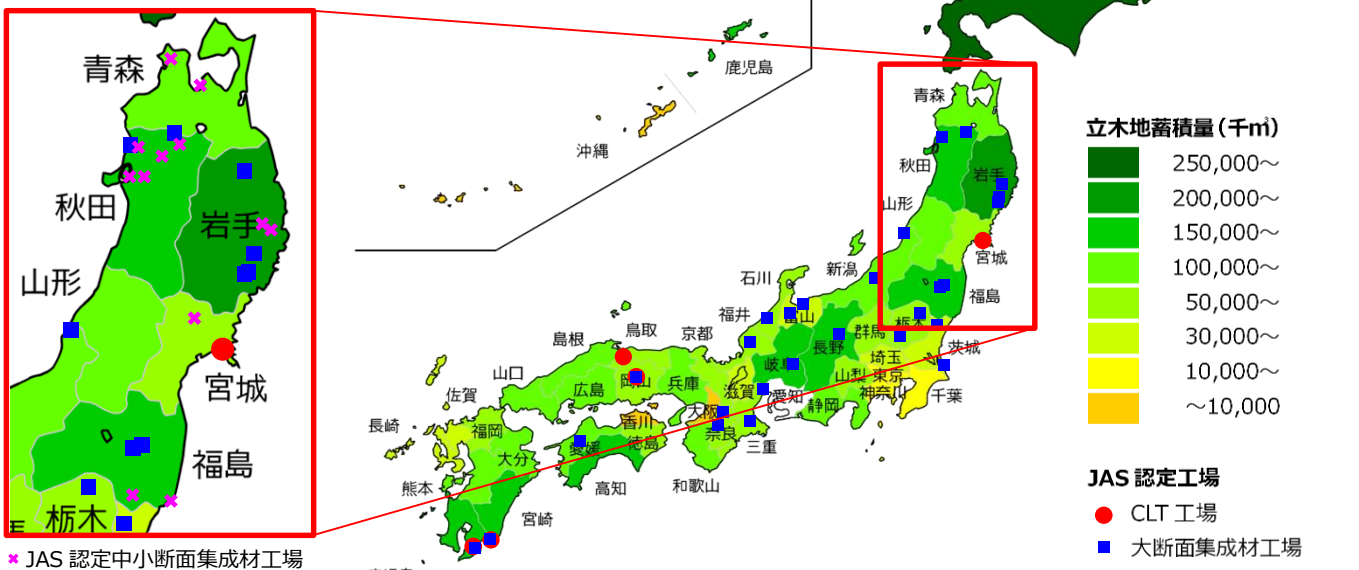 青森
秋田
岩手
山形
宮城
福島
栃木
JAS 認定中小断面集成材工場
鹿児島
沖縄
青森
秋田
岩手
山形
宮城
新潟
福島
石川
富山
福井
栃木
群馬
茨城
長野
埼玉
岐阜
山梨
東京
神奈川
千葉
静岡
愛知
滋賀
三重
京都
大阪
奈良
和歌山
兵庫
鳥取
島根
岡山
広島
山口
香川
徳島
愛媛
高知
福岡
佐賀
長崎
大分
熊本
宮崎
立木地蓄積量（千㎥）
250,000～
200,000～
150,000～
100,000～
50,000～
30,000～
10,000～
～10,000
JAS 認定工場
CLT 工場
大断面集成材工場